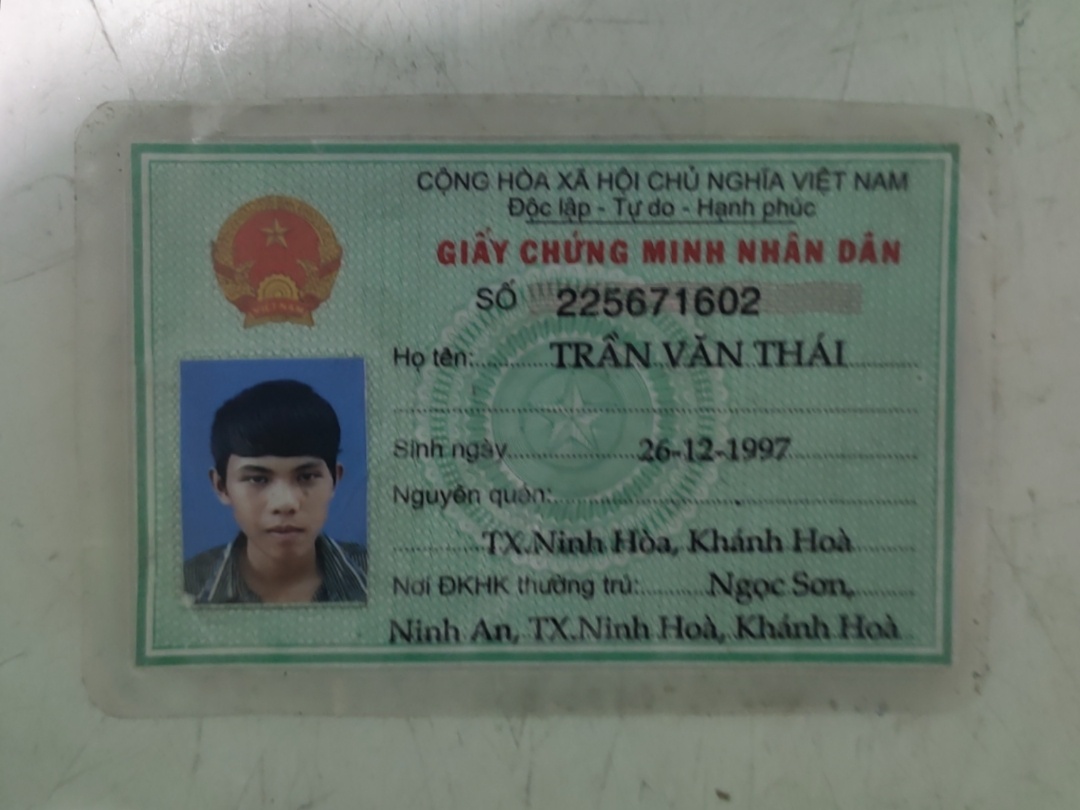 CỘNG HÒA XÃ HỘI CHỦ NGHĨA VIỆT NAM
Độc lập - Tự do - Hạnh phúc
GIẤY CHỨNG MINH NHÂN DÂN
SỐ 225671602
Họ tên: TRẦN VĂN THÁI
Sinh ngày 26-12-1997
Nguyên quán:
TX.Ninh Hòa, Khánh Hoà
Nơi ĐKHK thường trú: Ngọc Sơn,
Ninh An, TX.Ninh Hoà, Khánh Hoà
VIỆT NAM